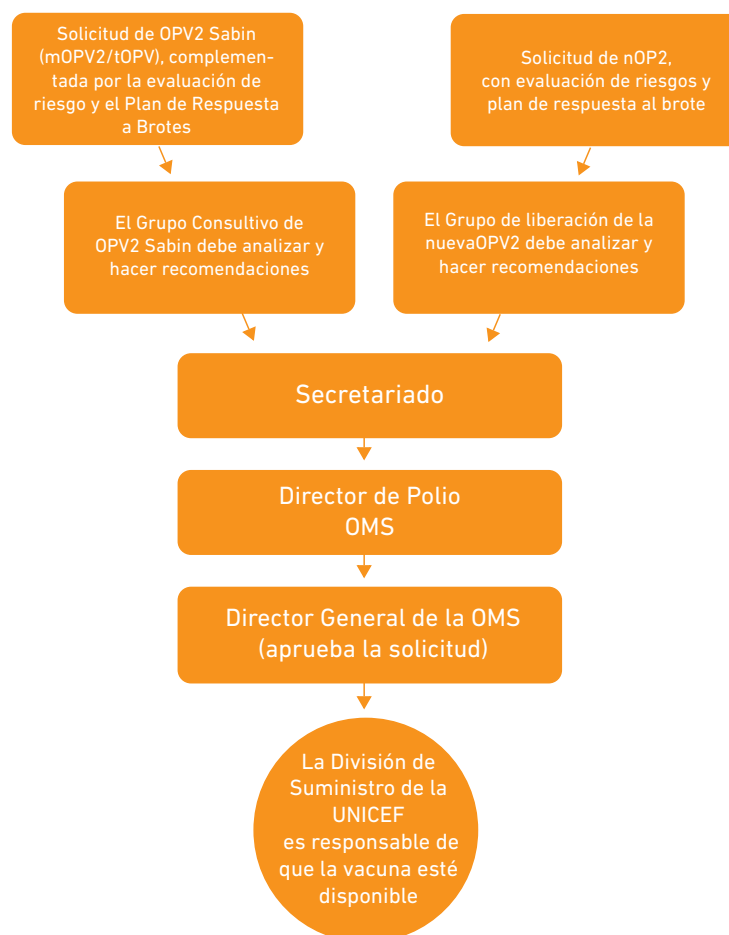 Solicitud de OPV2 Sabin
(mOPV2/tOPV), complemen-
tada por la evaluación de
riesgo y el Plan de Respuesta
a Brotes
Solicitud de nOP2,
con evaluación de riesgos y
plan de respuesta al brote
El Grupo Consultivo de
OPV2 Sabin debe analizar y
hacer recomendaciones
El Grupo de liberación de la
nuevaOPV2 debe analizar y
hacer recomendaciones
Secretariado
Director de Polio
OMS
Director General de la OMS
(aprueba la solicitud)
La División de
Suministro de la
UNICEF
es responsable de
que la vacuna esté
disponible